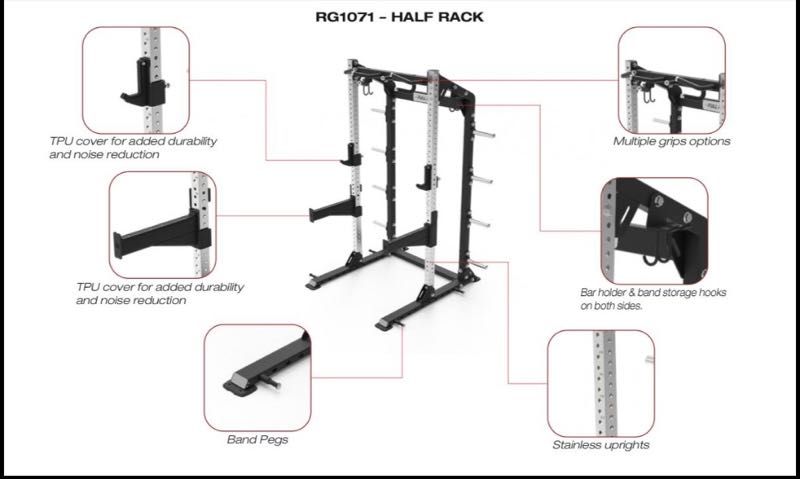 RG1071 – HALF RACK
TPU cover for added durability
and noise reduction
Multiple grips options
TPU cover for added durability
and noise reduction
Bar holder & band storage hooks
on both sides.
Band Pegs
Stainless uprights